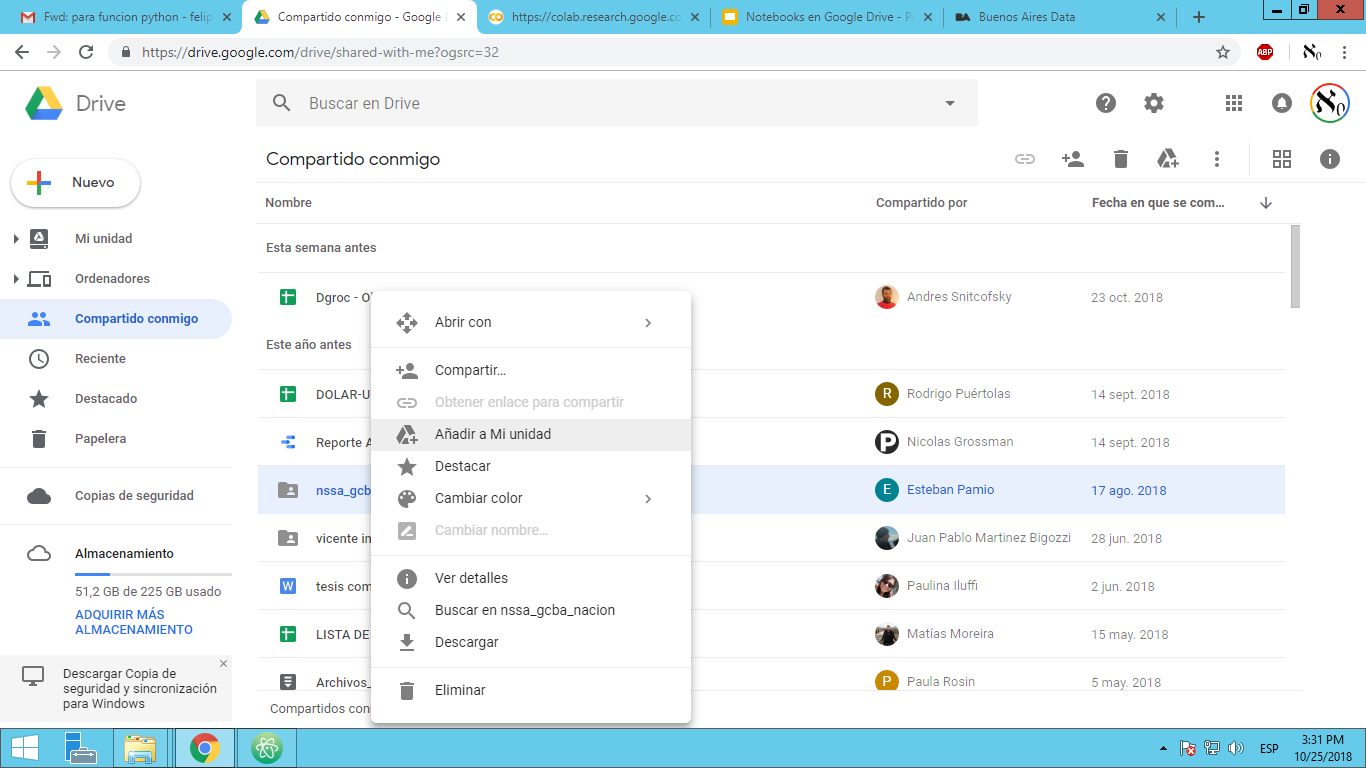 Fwd: para funcion python - felip
Compartido conmigo - Google
https://colab.research.google.co
Notebooks en Google Drive - Pr
BA Buenos Aires Data
https://drive.google.com/drive/shared-with-me?ogsrc=32
ABP
ℵ0
Drive
Buscar en Drive
ℵ0
Nuevo
Mi unidad
Ordenadores
Compartido conmigo
Reciente
Destacado
Papelera
Copias de seguridad
Almacenamiento
51,2 GB de 225 GB usado
ADQUIRIR MÁS
ALMACENAMIENTO
Descargar Copia de
seguridad y sincronización
para Windows
Compartido conmigo
Nombre
Compartido por
Fecha en que se com...
Esta semana antes
Dgroc - O
Andres Snitcofsky
23 oct. 2018
Este año antes
DOLAR-U
R
Rodrigo Puértolas
14 sept. 2018
Reporte A
P
Nicolas Grossman
14 sept. 2018
nssa_gcb
E
Esteban Pamio
17 ago. 2018
vicente im
Juan Pablo Martinez Bigozzi
28 jun. 2018
W
tesis com
Paulina Iluffi
2 jun. 2018
LISTA DE
Matías Moreira
15 may. 2018
Archivos_
P
Paula Rosin
5 may. 2018
Compartidos con
Abrir con
Compartir...
Obtener enlace para compartir
Añadir a Mi unidad
Destacar
Cambiar color
Cambiar nombre...
Ver detalles
Buscar en nssa_gcba_nacion
Descargar
Eliminar
ESP
3:31 PM
10/25/2018